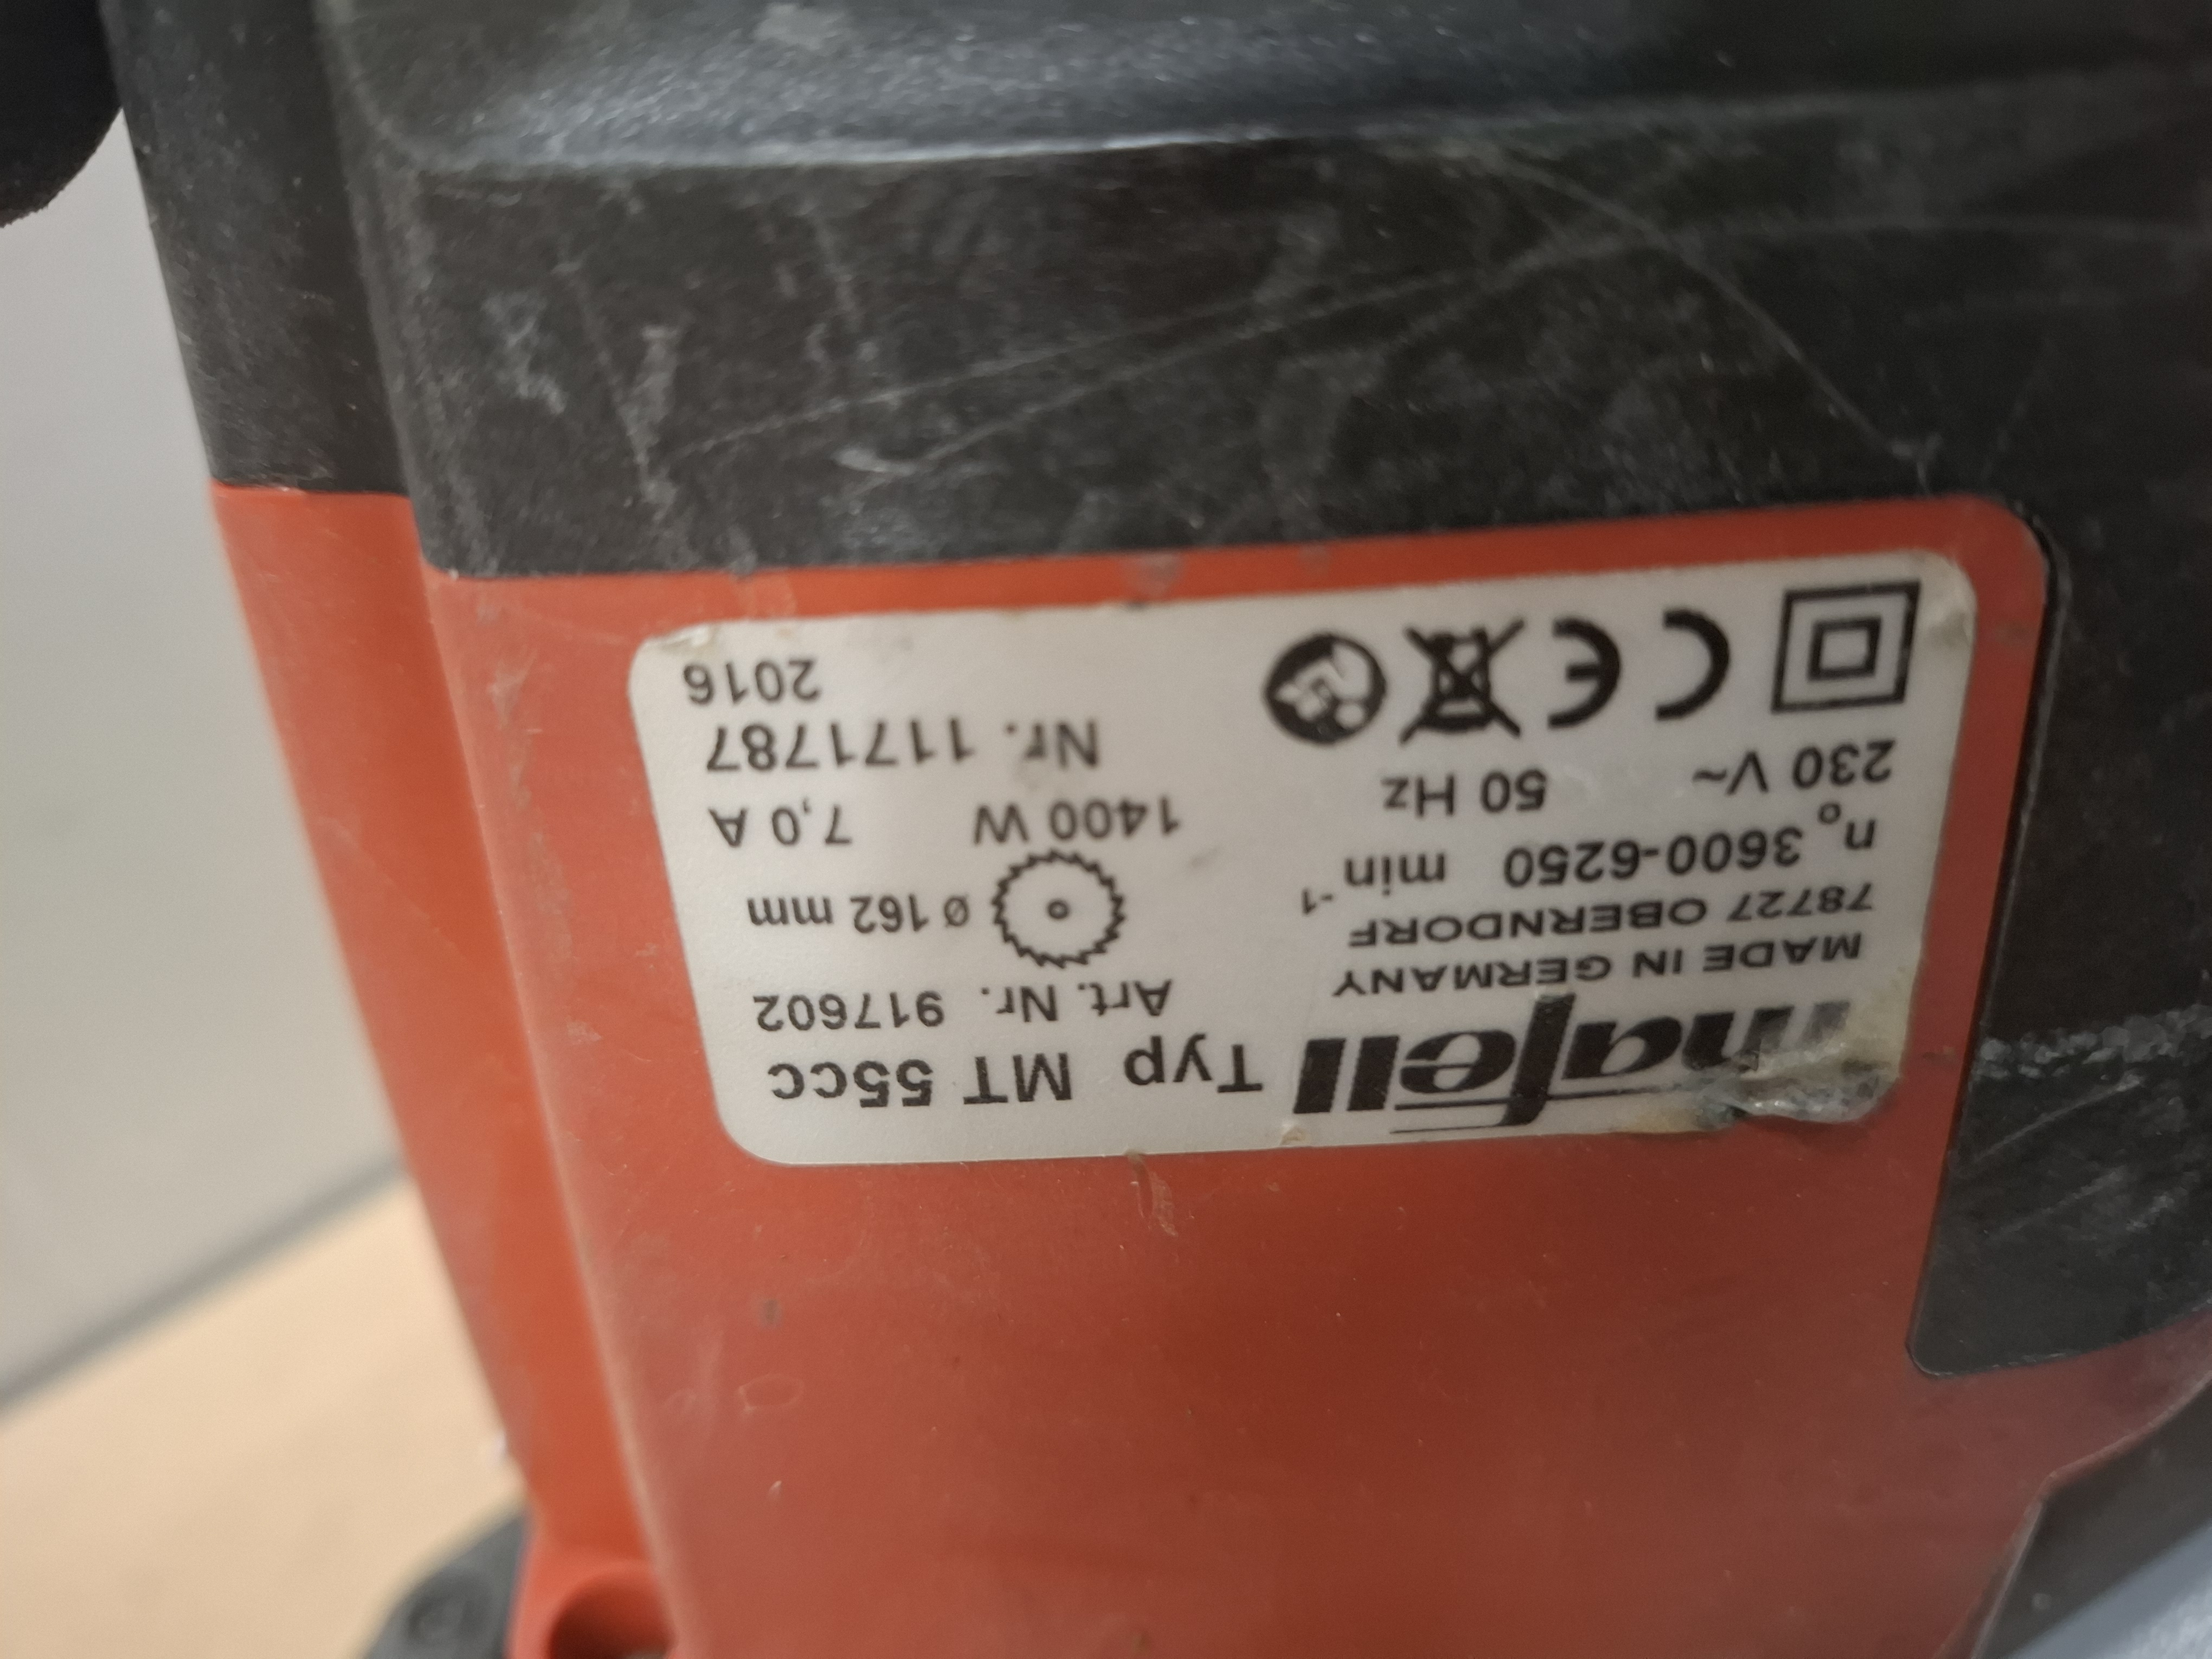 mafell Typ MT 55cc
MADE IN GERMANY
78727 OBERNDORF
Art. Nr. 917602
n₀ 3600-6250 min⁻¹
ø 162 mm
230 V~ 50 Hz 1400 W 7,0 A
CE
Nr. 1171787
2016